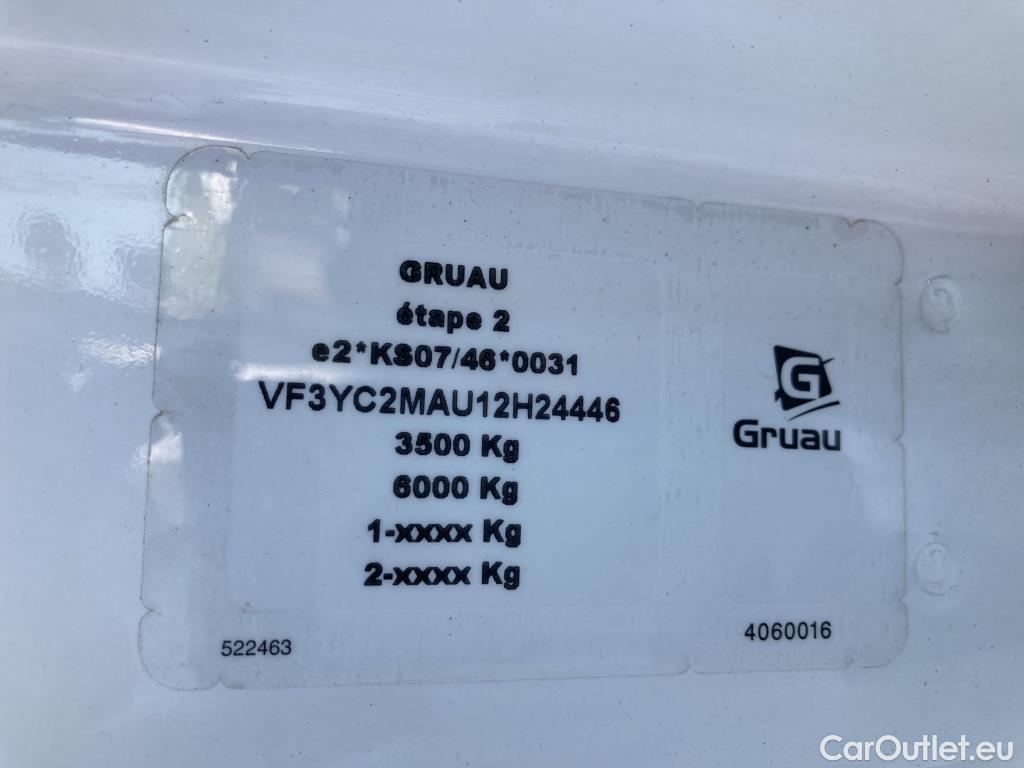 GRUAU
étape 2
e2*KS07/46*0031
VF3YC2MAU12H24446
3500 Kg
6000 Kg
1-xxxx Kg
2-xxxx Kg
G
Gruau
522463
4060016
CarOutlet.eu